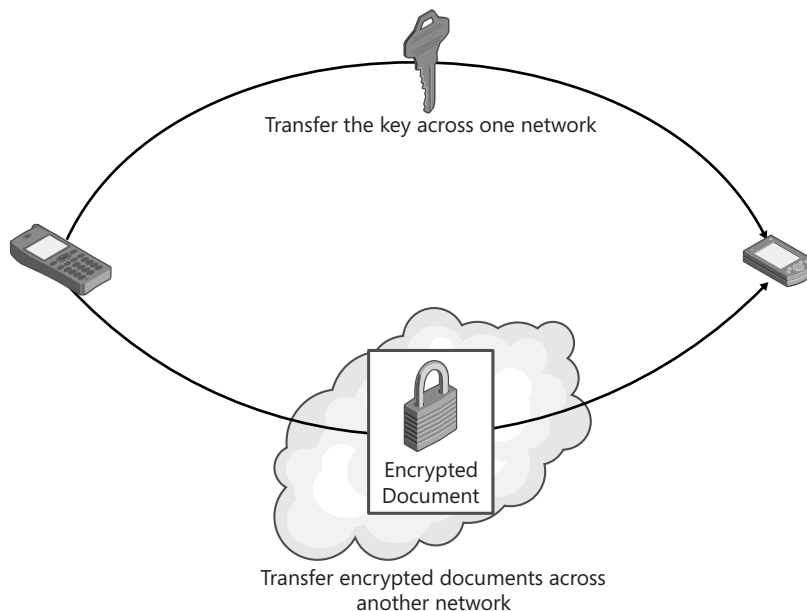 Transfer the key across one network
Encrypted
Document
Transfer encrypted documents across
another network